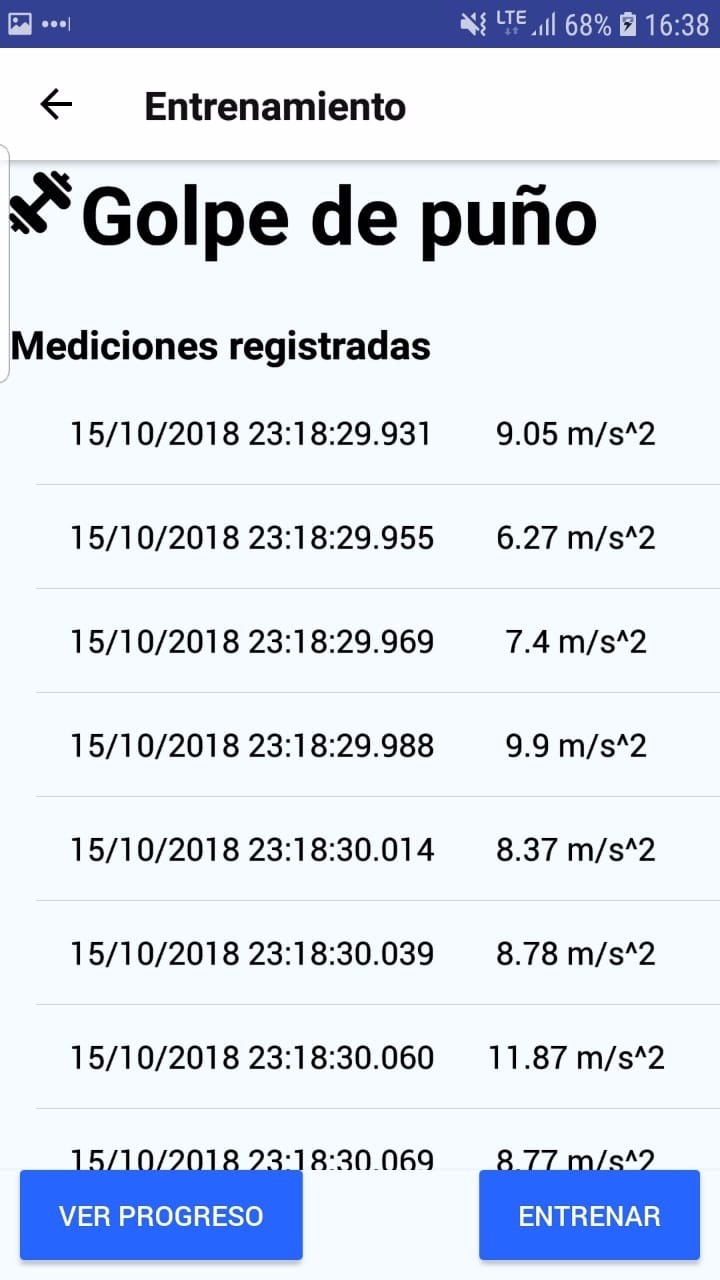 LTE 68% 16:38
Entrenamiento
Golpe de puño
Mediciones registradas
15/10/2018 23:18:29.931 9.05 m/s^2
15/10/2018 23:18:29.955 6.27 m/s^2
15/10/2018 23:18:29.969 7.4 m/s^2
15/10/2018 23:18:29.988 9.9 m/s^2
15/10/2018 23:18:30.014 8.37 m/s^2
15/10/2018 23:18:30.039 8.78 m/s^2
15/10/2018 23:18:30.060 11.87 m/s^2
15/10/2018 23:18:30.069 8.77 m/s^2
VER PROGRESO ENTRENAR